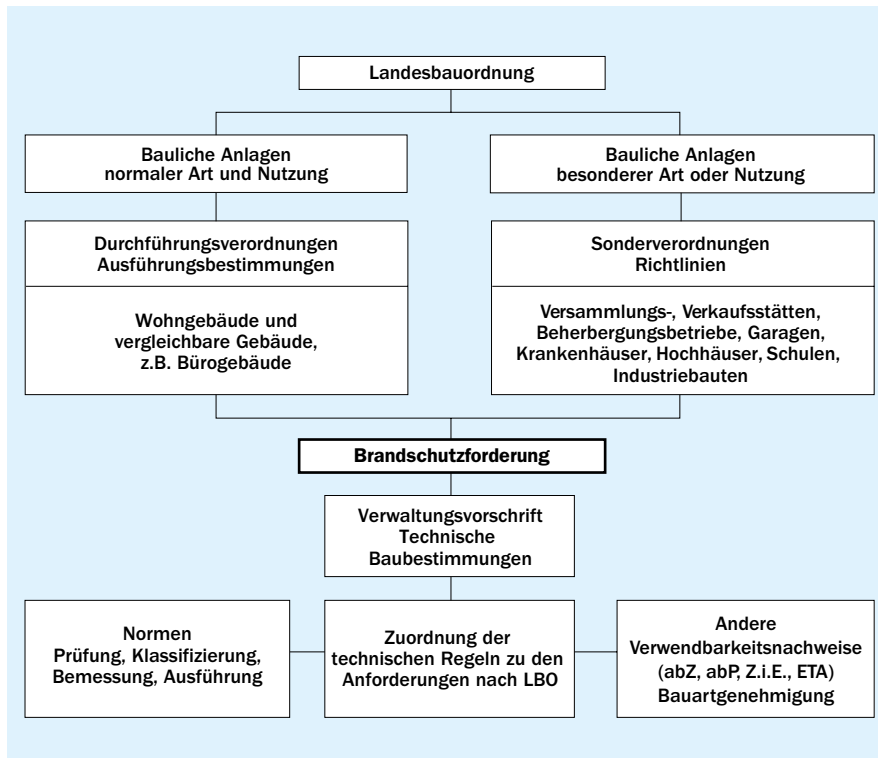 Landesbauordnung
Bauliche Anlagen
normaler Art und Nutzung
Bauliche Anlagen
besonderer Art oder Nutzung
Durchführungsverordnungen
Ausführungsbestimmungen
Sonderverordnungen
Richtlinien
Wohngebäude und
vergleichbare Gebäude,
z.B. Bürogebäude
Versammlungs-, Verkaufsstätten,
Beherbergungsbetriebe, Garagen,
Krankenhäuser, Hochhäuser, Schulen,
Industriebauten
Brandschutzforderung
Verwaltungsvorschrift
Technische
Baubestimmungen
Normen
Prüfung, Klassifizierung,
Bemessung, Ausführung
Zuordnung der
technischen Regeln zu den
Anforderungen nach LBO
Andere
Verwendbarkeitsnachweise
(abZ, abP, Z.i.E., ETA)
Bauartgenehmigung